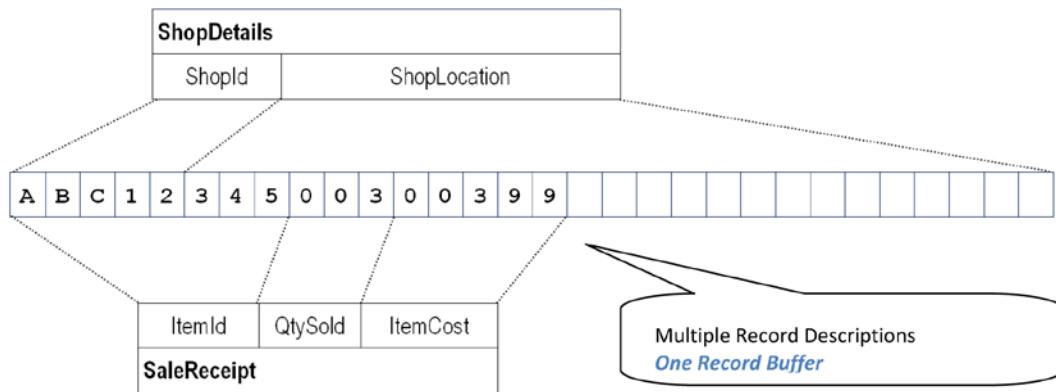 ShopDetails
ShopId ShopLocation
A B C 1 2 3 4 5 0 0 3 0 0 3 9 9
ItemId QtySold ItemCost
SaleReceipt
Multiple Record Descriptions
One Record Buffer